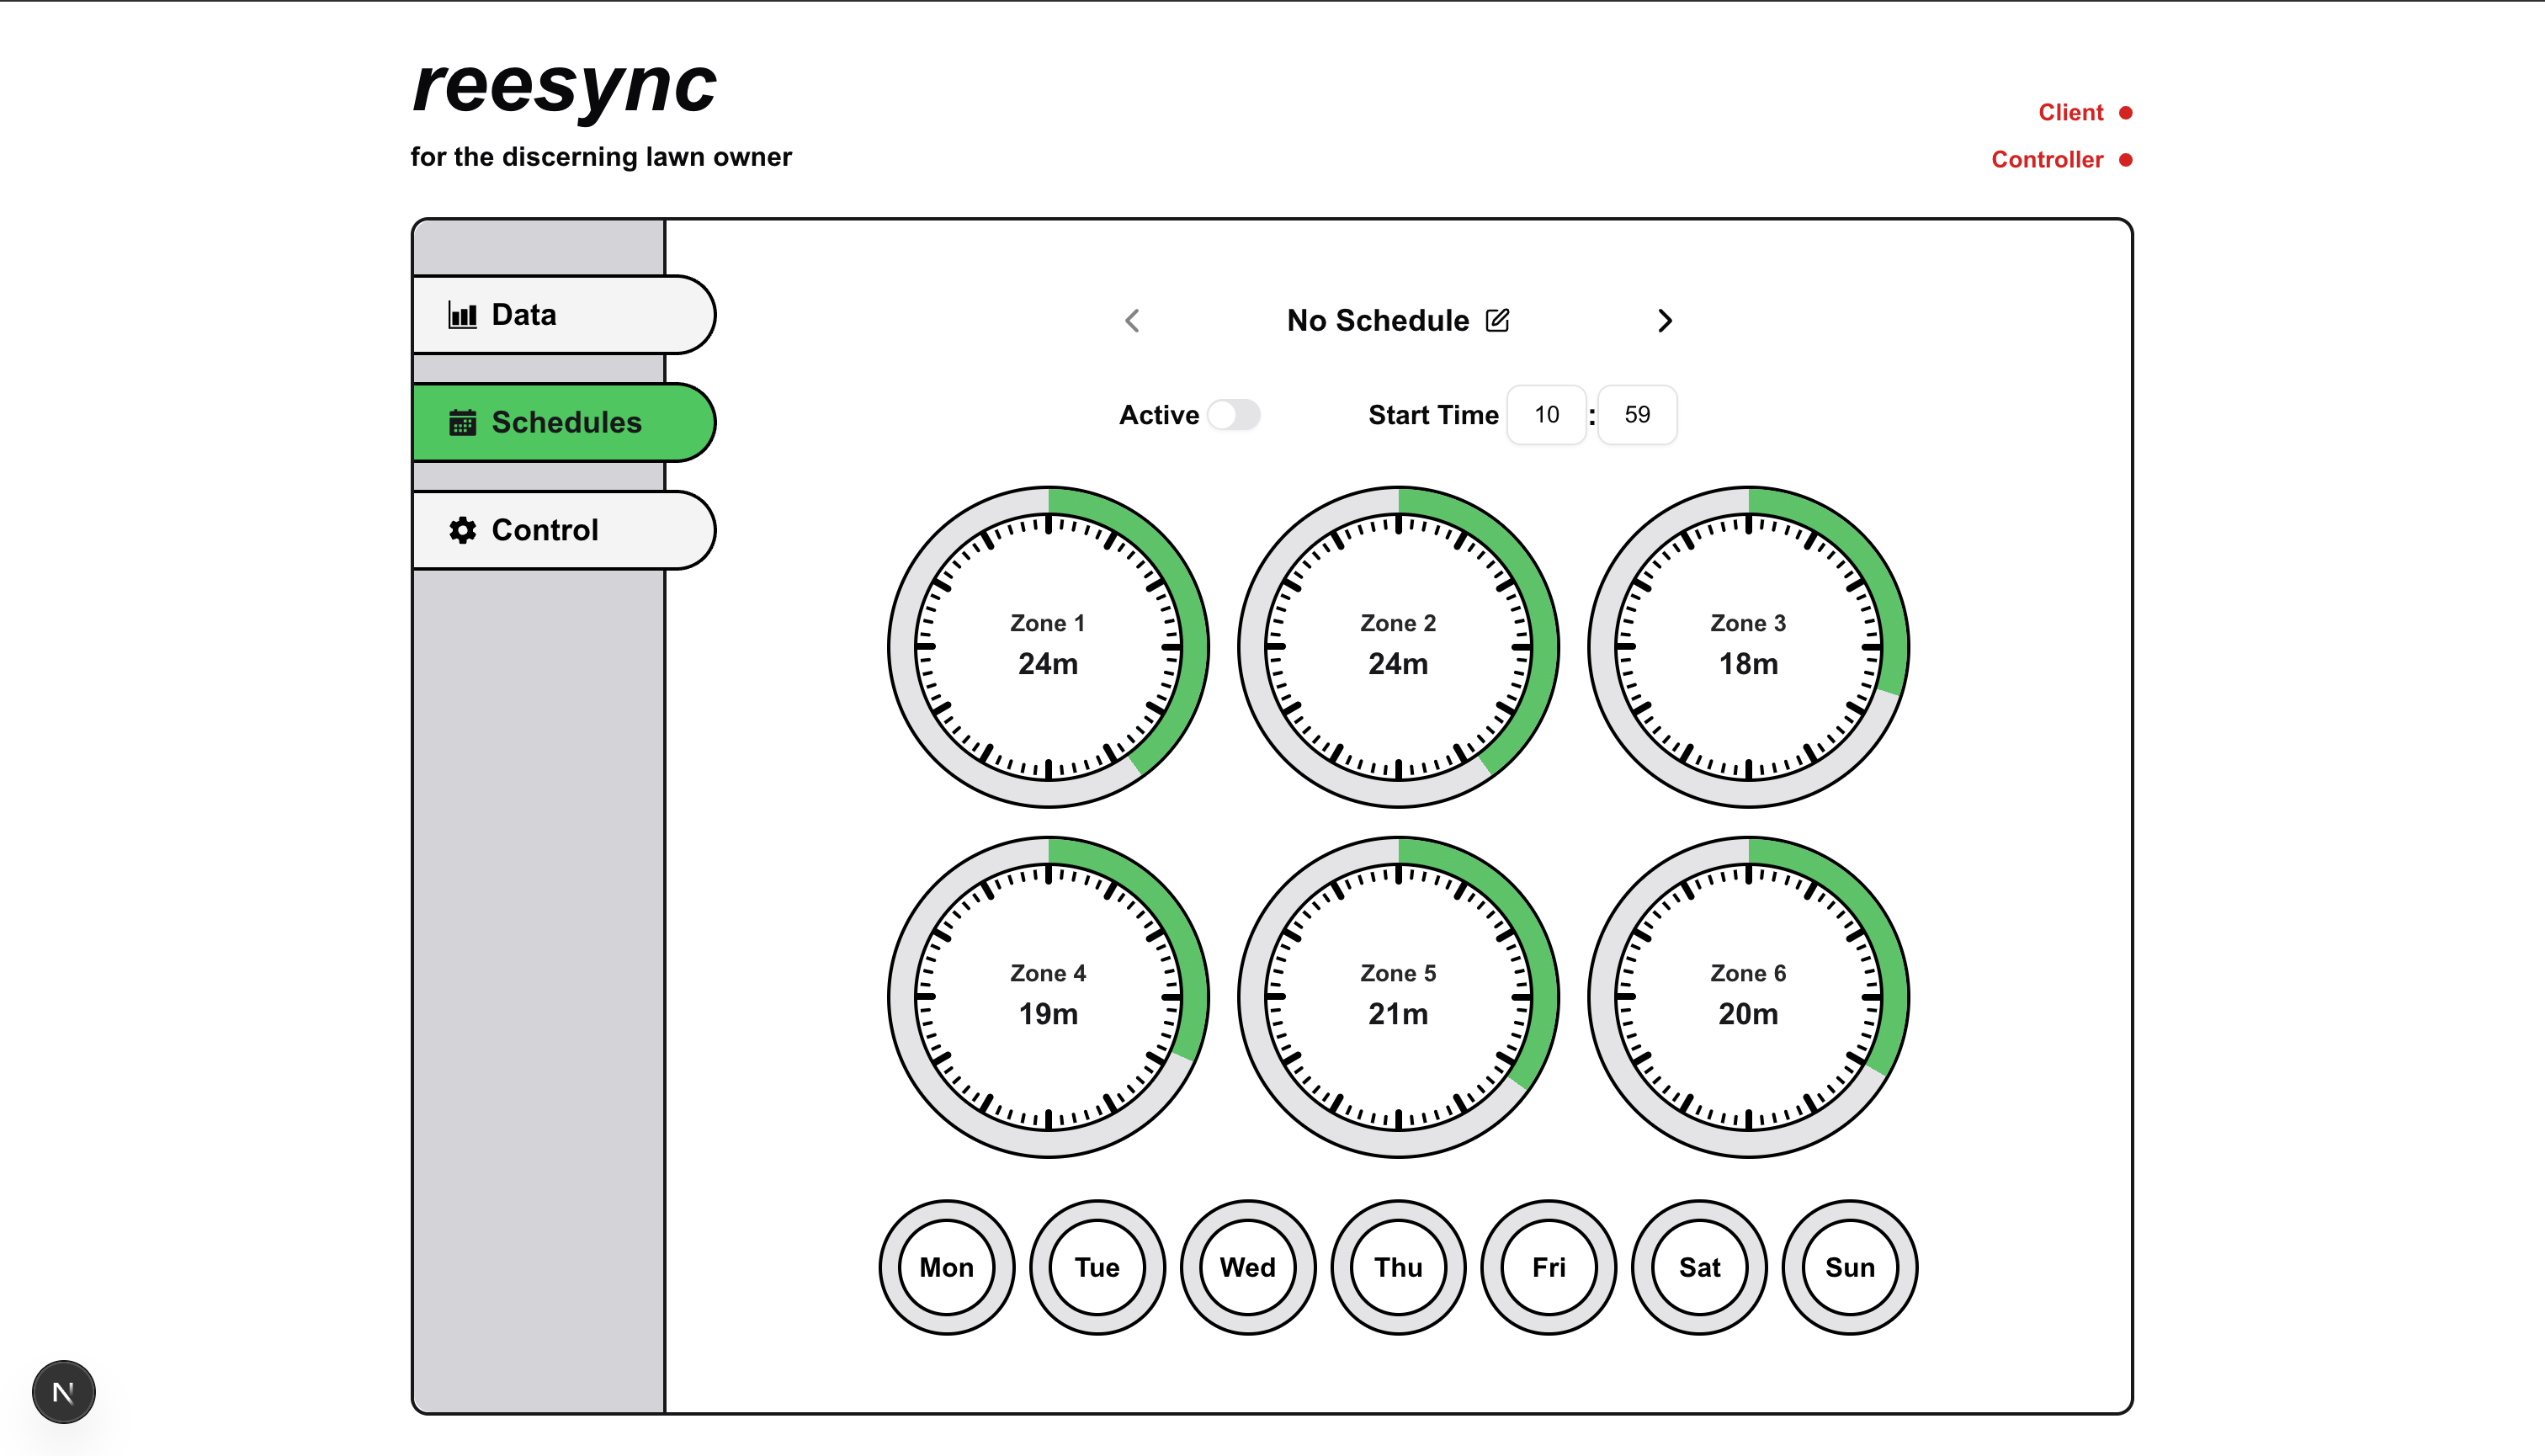 reesync
for the discerning lawn owner
Client
Controller
Data
Schedules
Control
No Schedule
Active Start Time 10 : 59
Zone 1
24m
Zone 2
24m
Zone 3
18m
Zone 4
19m
Zone 5
21m
Zone 6
20m
Mon Tue Wed Thu Fri Sat Sun
N